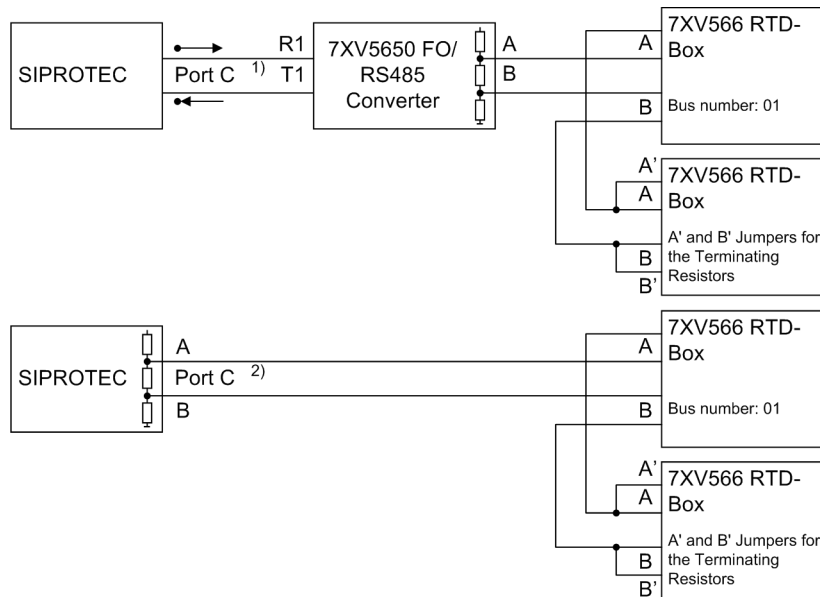 SIPROTEC
Port C 1)
R1
T1
7XV5650 FO/
RS485
Converter
A
B
A
B
7XV566 RTD-
Box
Bus number: 01
A'
A
B
B'
7XV566 RTD-
Box
A' and B' Jumpers for
the Terminating
Resistors
SIPROTEC
A
Port C 2)
B
A
B
7XV566 RTD-
Box
Bus number: 01
A'
A
B
B'
7XV566 RTD-
Box
A' and B' Jumpers for
the Terminating
Resistors